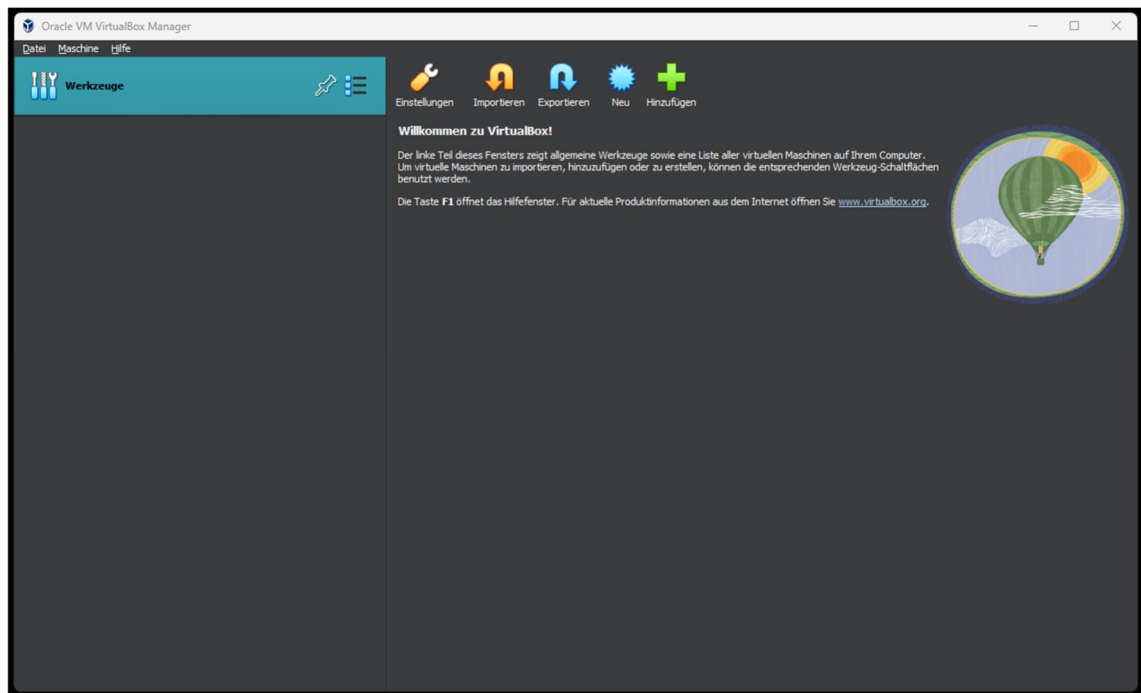 Oracle VM VirtualBox Manager
Datei Maschine Hilfe
Werkzeuge
Einstellungen Importieren Exportieren Neu Hinzufügen
Willkommen zu VirtualBox!
Der linke Teil dieses Fensters zeigt allgemeine Werkzeuge sowie eine Liste aller virtuellen Maschinen auf Ihrem Computer.
Um virtuelle Maschinen zu importieren, hinzuzufügen oder zu erstellen, können die entsprechenden Werkzeug-Schaltflächen
benutzt werden.
Die Taste F1 öffnet das Hilfefenster. Für aktuelle Produktinformationen aus dem Internet öffnen Sie www.virtualbox.org.